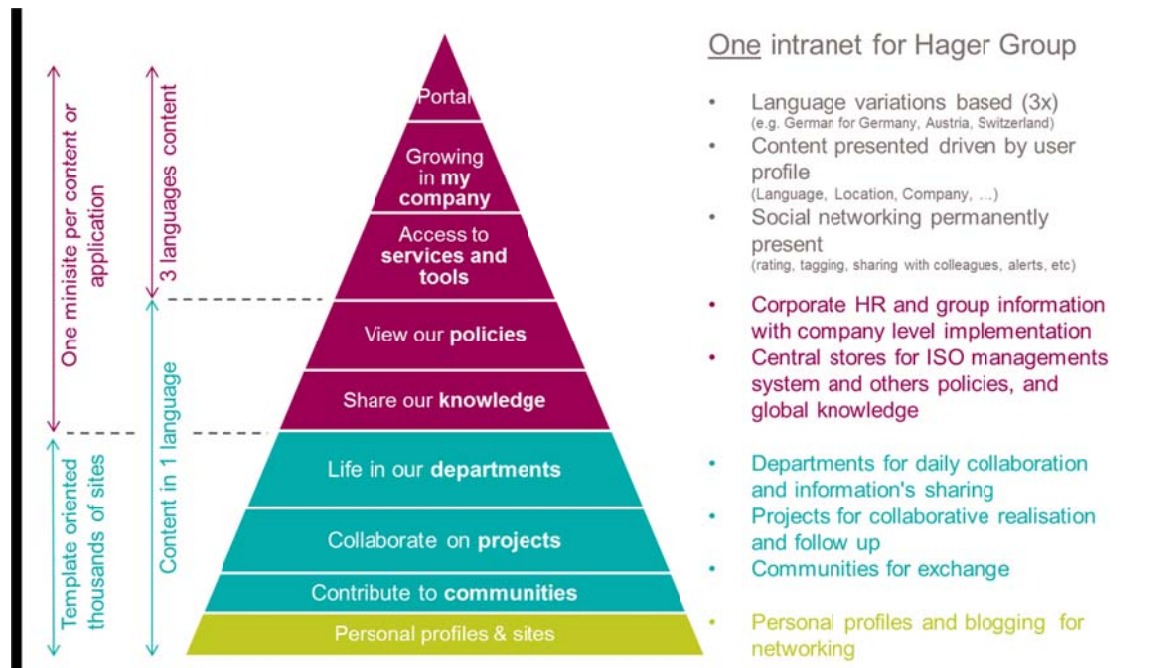 One minisite per content or
application
Template oriented
thousands of sites
3 languages content
Content in 1 language
Portal
Growing
in my
company
Access to
services and
tools
View our policies
Share our knowledge
Life in our departments
Collaborate on projects
Contribute to communities
Personal profiles & sites
One intranet for Hager Group
• Language variations based (3x)
(e.g. German for Germany, Austria, Switzerland)
• Content presented driven by user
profile
(Language, Location, Company, ...)
• Social networking permanently
present
(rating, tagging, sharing with colleagues, alerts, etc)
• Corporate HR and group information
with company level implementation
• Central stores for ISO managements
system and others policies, and
global knowledge
• Departments for daily collaboration
and information's sharing
• Projects for collaborative realisation
and follow up
• Communities for exchange
• Personal profiles and blogging for
networking